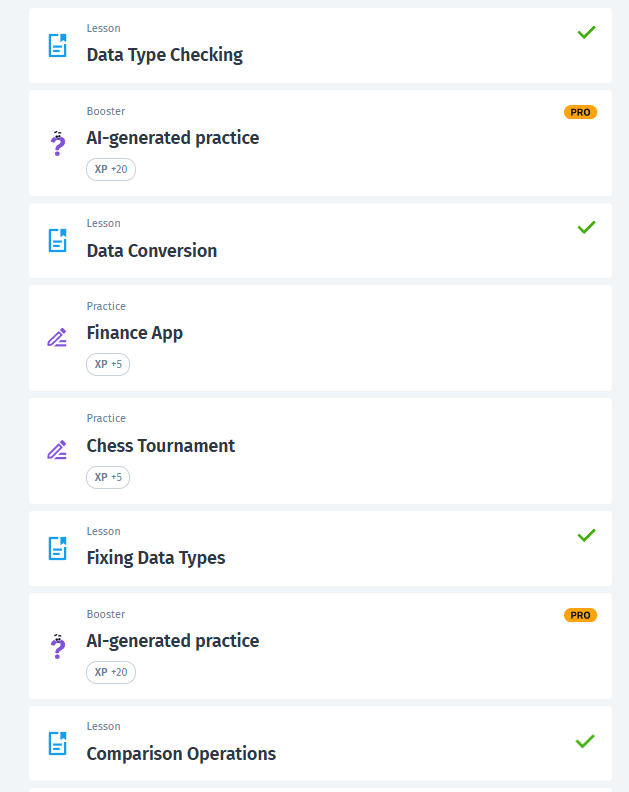 Lesson
Data Type Checking
Booster
PRO
AI-generated practice
XP +20
Lesson
Data Conversion
Practice
Finance App
XP +5
Practice
Chess Tournament
XP +5
Lesson
Fixing Data Types
Booster
PRO
AI-generated practice
XP +20
Lesson
Comparison Operations